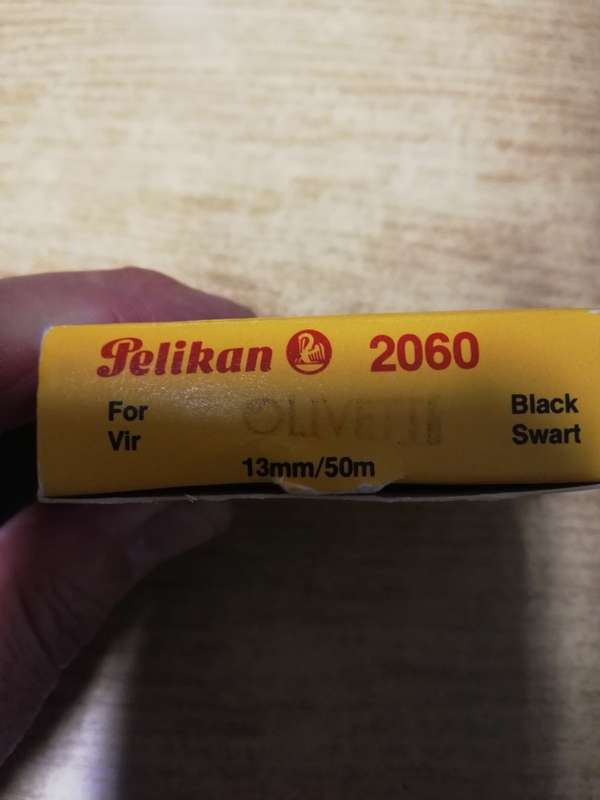 Pelikan 2060
For OLIVETTI Black
Vir Swart
13mm/50m